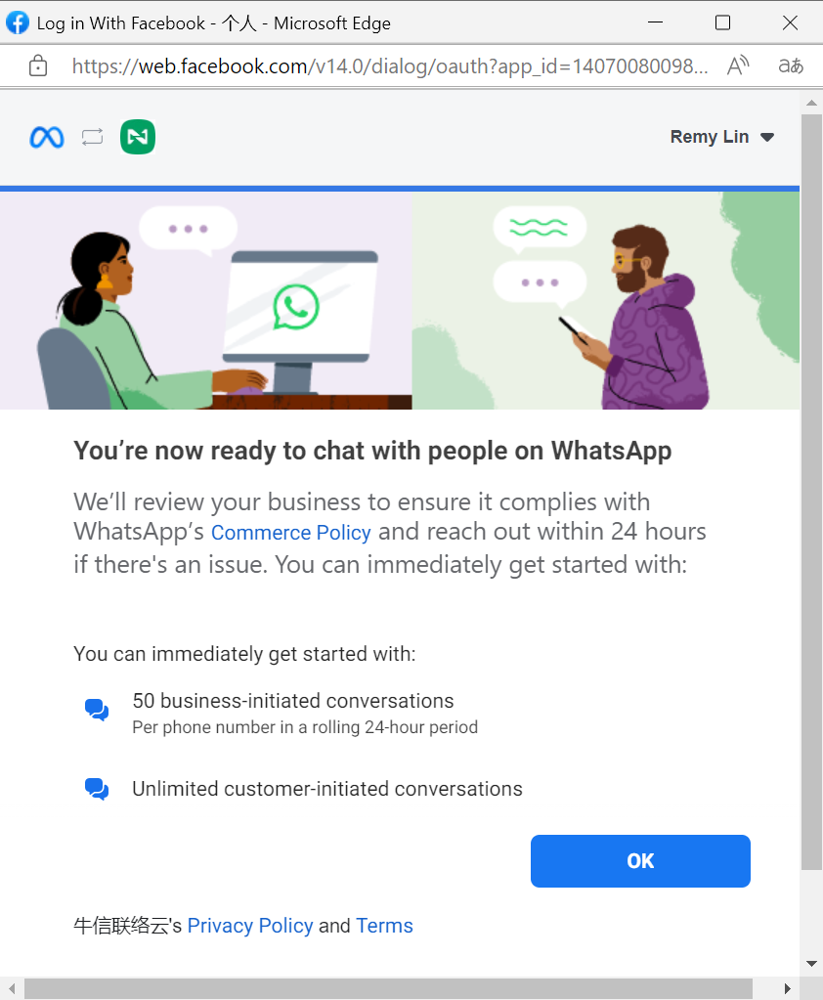 Log in With Facebook - 个人 - Microsoft Edge
https://web.facebook.com/v14.0/dialog/oauth?app_id=14070080098...
A aあ
Remy Lin
You’re now ready to chat with people on WhatsApp
We’ll review your business to ensure it complies with
WhatsApp’s Commerce Policy and reach out within 24 hours
if there's an issue. You can immediately get started with:
You can immediately get started with:
50 business-initiated conversations
Per phone number in a rolling 24-hour period
Unlimited customer-initiated conversations
OK
牛信联络云's Privacy Policy and Terms